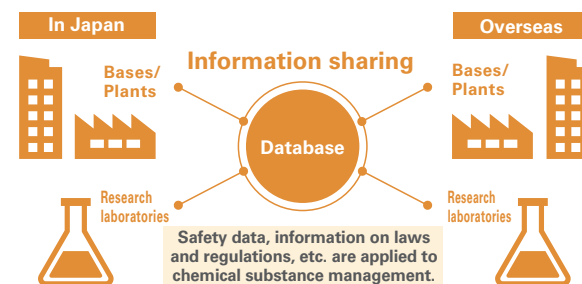 In Japan
Overseas
Information sharing
Bases/
Plants
Bases/
Plants
Database
Research
laboratories
Research
laboratories
Safety data, information on laws
and regulations, etc. are applied to
chemical substance management.